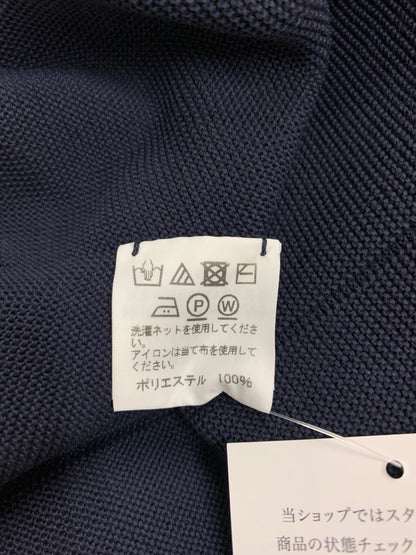 P W
洗濯ネットを使用してくださ
い。
アイロンは当て布を使用して
ください。
ポリエステル 100%
当ショップではスタ
商品の状態チェック